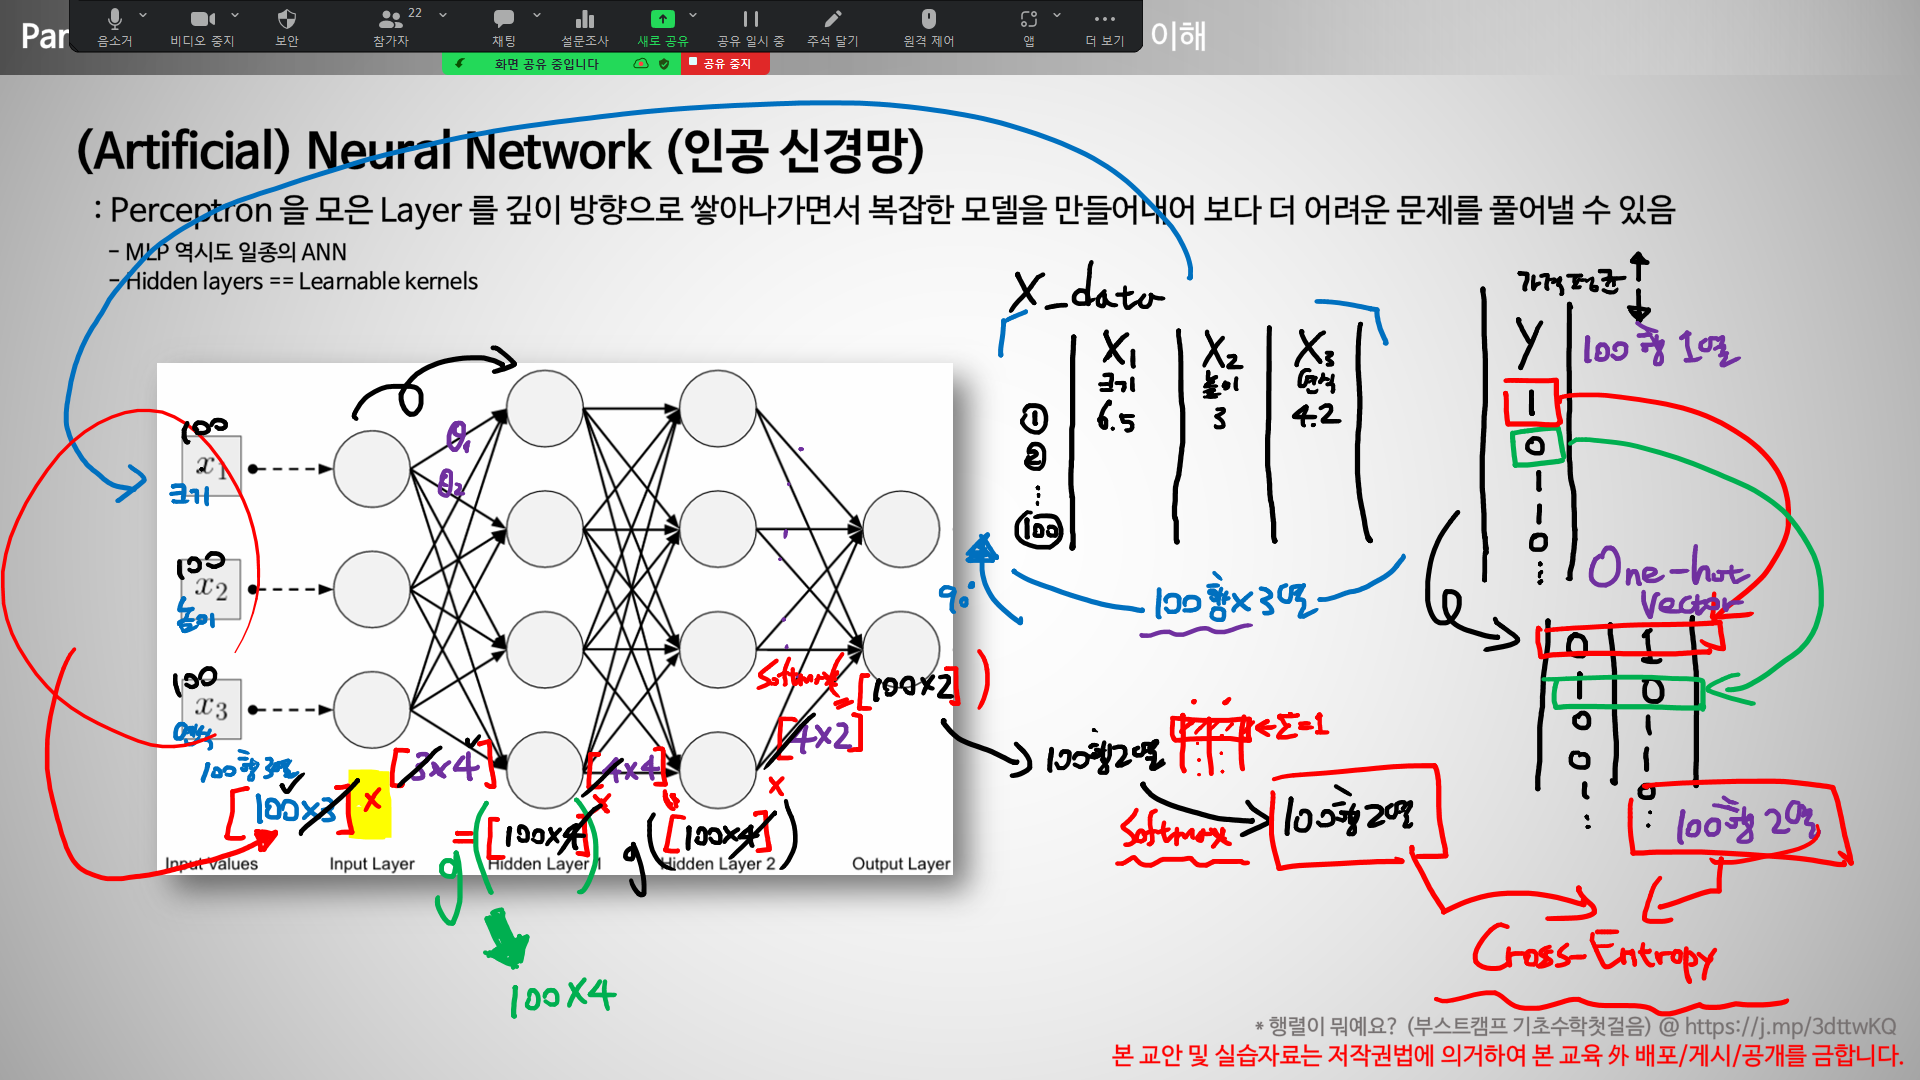 Par
음소거
비디오 중지
보안
22
참가자
채팅
설문조사
새로 공유
공유 일시 중
주석 달기
원격 제어
앱
더 보기
이해
화면 공유 중입니다
공유 중지
(Artificial) Neural Network (인공 신경망)
: Perceptron 을 모은 Layer 를 깊이 방향으로 쌓아나가면서 복잡한 모델을 만들어내어 보다 더 어려운 문제를 풀어낼 수 있음
- MLP 역시도 일종의 ANN
- Hidden layers == Learnable kernels
X_data
X₁ X₂ X₃
크기 높이 연식
① 6.5 3 4.2
②
⋮
100
100행 x 3열
90°
가격 평균
Y
100행 1열
1
0
1
1
0
⋮
One-hot
Vector
0 1
1 0
0 1
0 1
1 0
⋮ ⋮
100행 2열
100
x₁
크기
100
x₂
높이
100
x₃
연식
θ₁
θ₂
100행 3열
[100x3] x [3x4]
= g([100x4]) x [4x4]
g([100x4]) x [4x2]
Softmax( = [100x2] )
100x4
Input Values
Input Layer
Hidden Layer 1
Hidden Layer 2
Output Layer
100행 2열
←Σ=1
Softmax
100행 2열
Cross-Entropy
* 행렬이 뭐예요? (부스트캠프 기초수학첫걸음) @ https://j.mp/3dttwKQ
본 교안 및 실습자료는 저작권법에 의거하여 본 교육 外 배포/게시/공개를 금합니다.